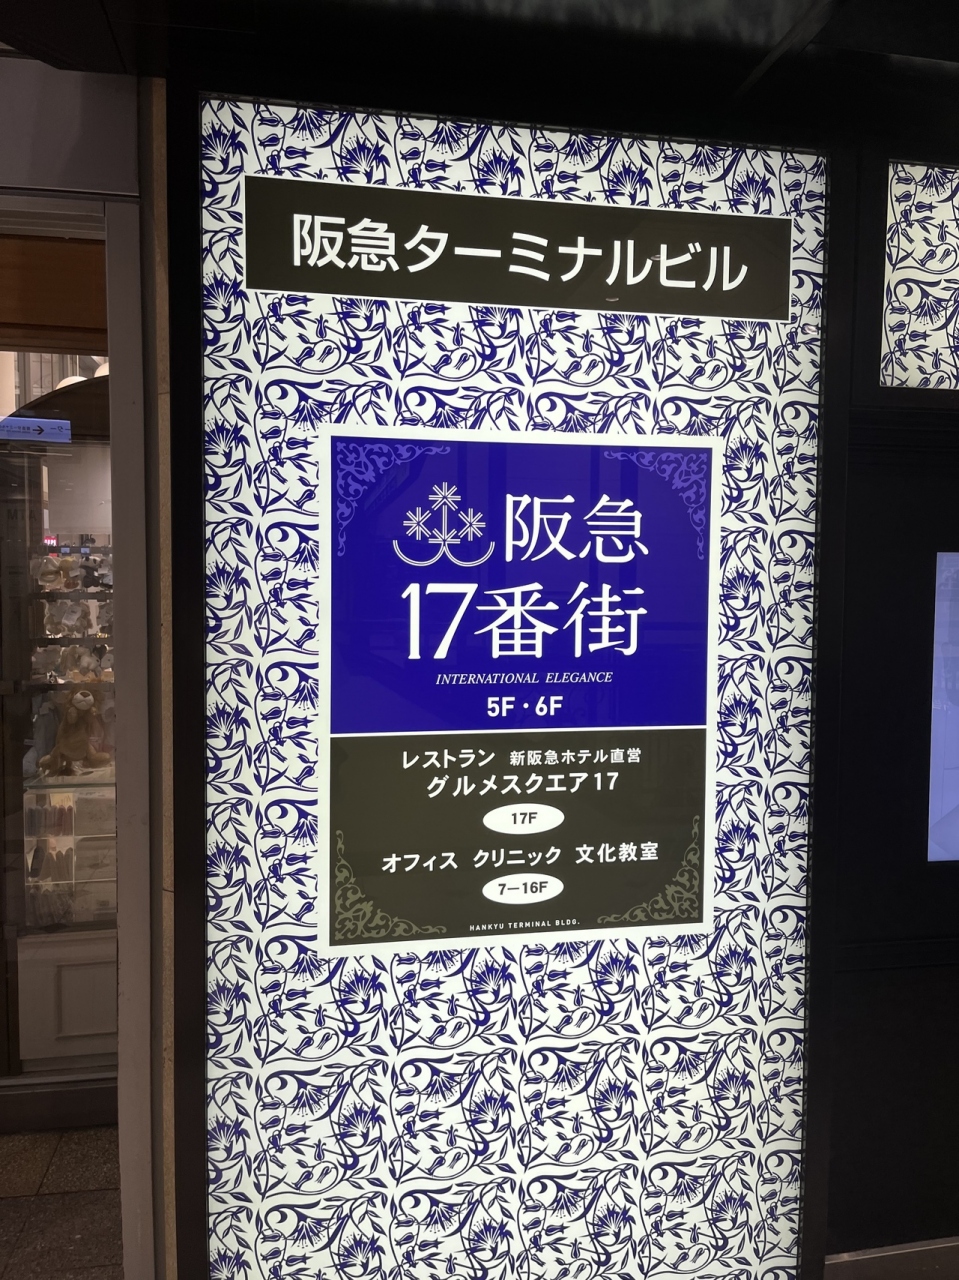 阪急ターミナルビル
阪急
17番街
INTERNATIONAL ELEGANCE
5F・6F
レストラン 新阪急ホテル直営
グルメスクエア17
17F
オフィス クリニック 文化教室
7－16F
HANKYU TERMINAL BLDG.